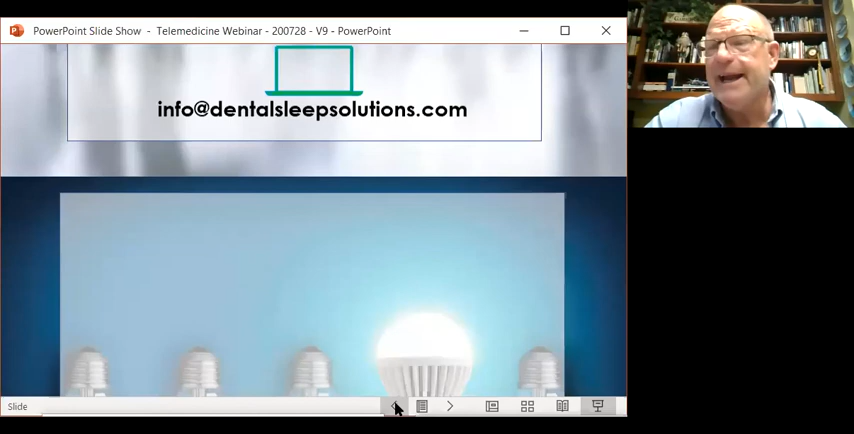 PowerPoint Slide Show - Telemedicine Webinar - 200728 - V9 - PowerPoint
info@dentalsleepsolutions.com
Slide